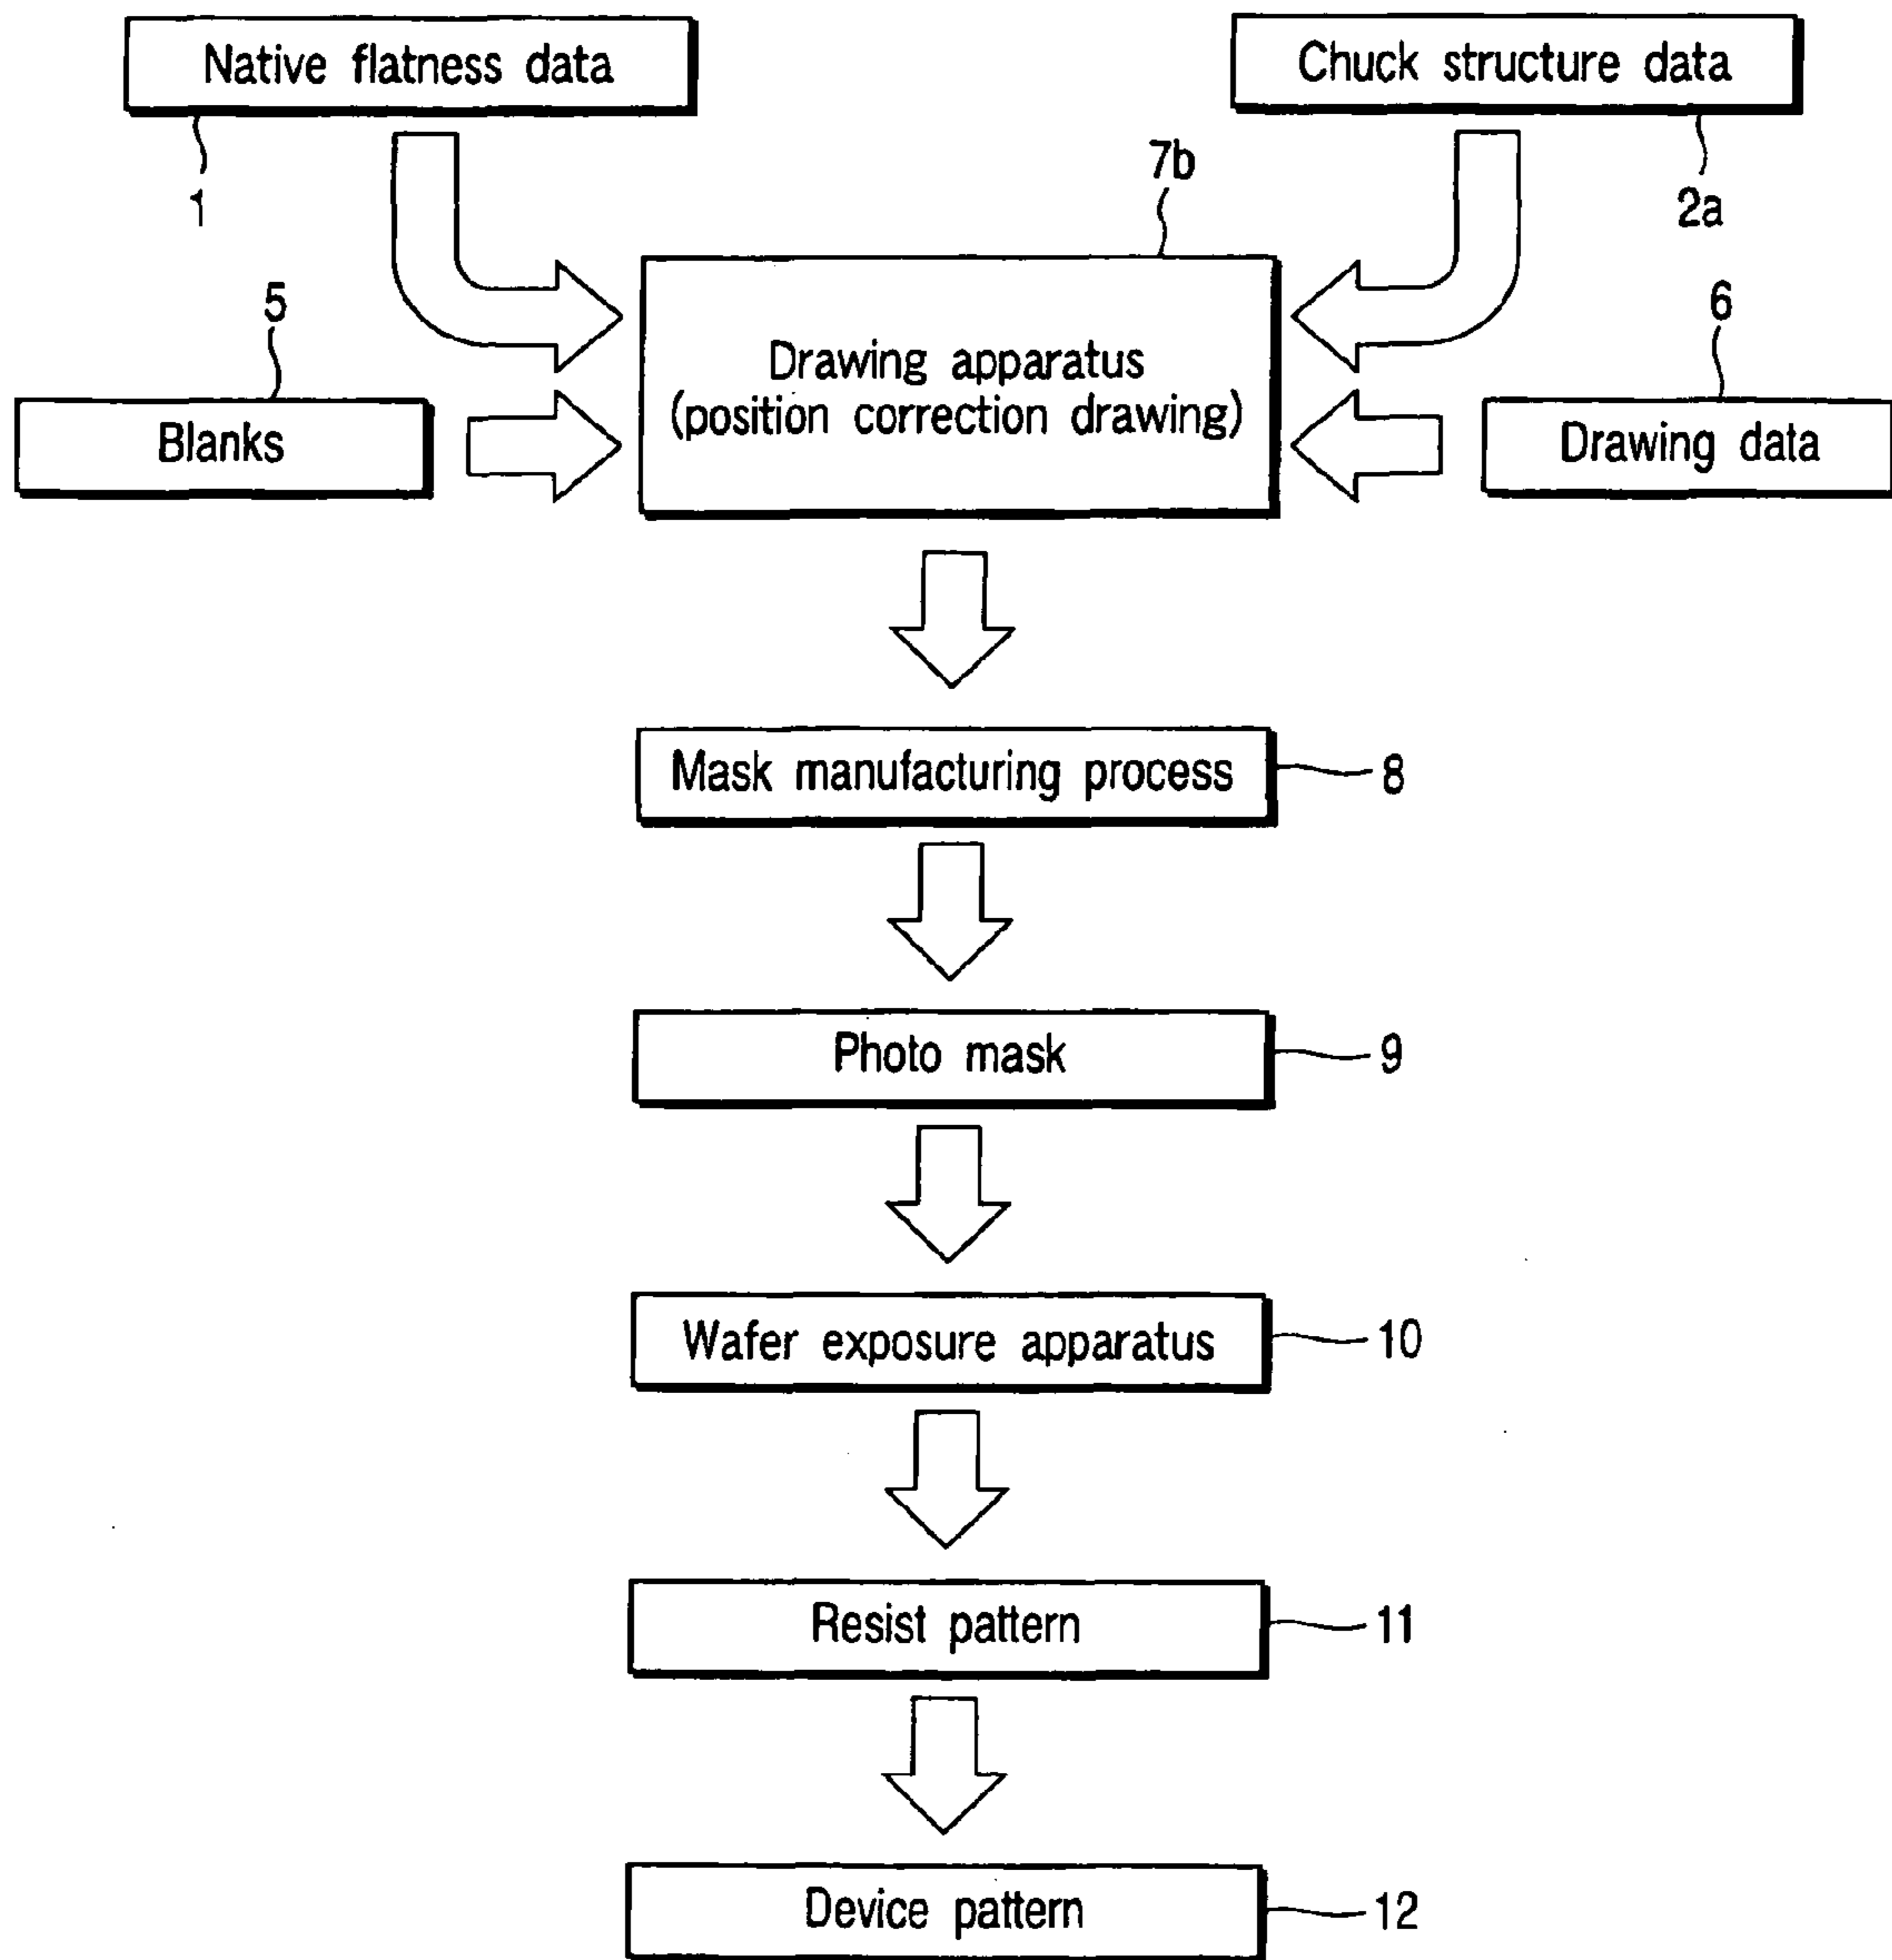 Native flatness data
Chuck structure data
1
7b
2a
5
6
Drawing apparatus
(position correction drawing)
Blanks
Drawing data
Mask manufacturing process
8
Photo mask
9
Wafer exposure apparatus
10
Resist pattern
11
Device pattern
12